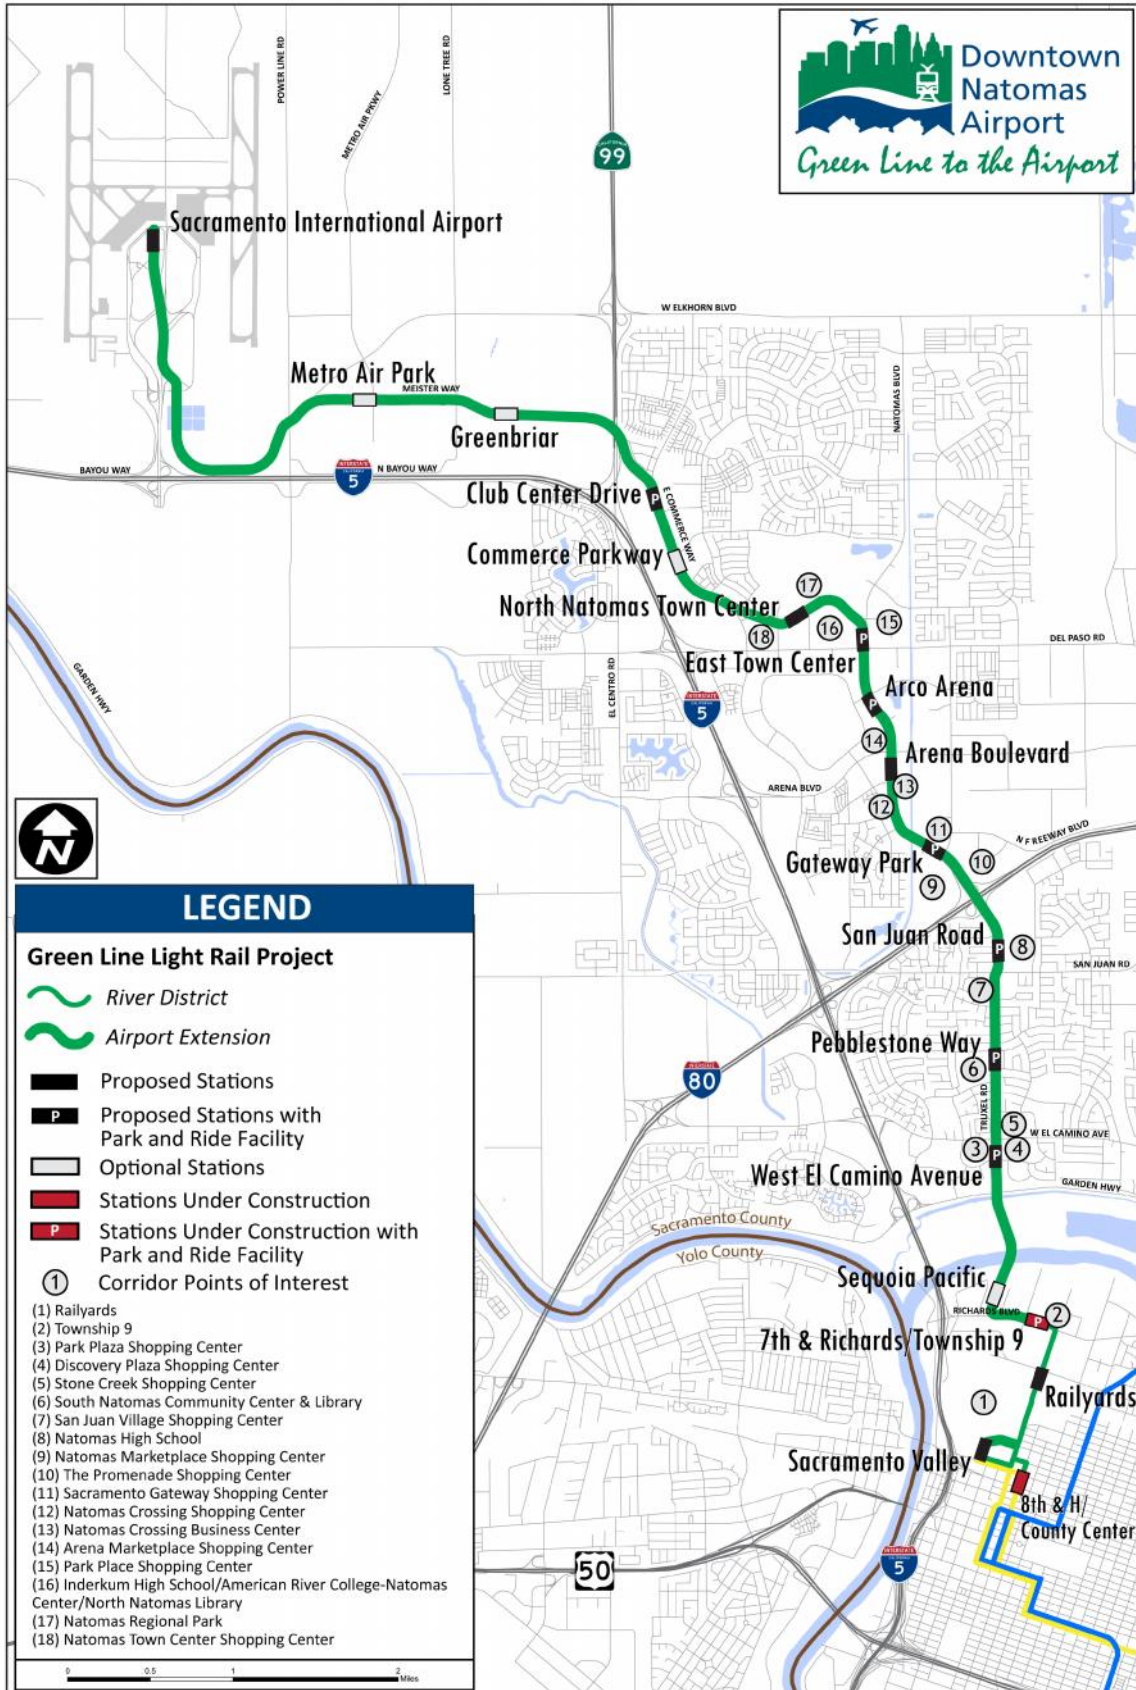 Downtown
Natomas
Airport
Green Line to the Airport
POWER LINE RD
METRO AIR PKWY
LONE TREE RD
CALIFORNIA
99
Sacramento International Airport
W ELKHORN BLVD
Metro Air Park
MEISTER WAY
NATOMAS BLVD
Greenbriar
BAYOU WAY
INTERSTATE
CALIFORNIA
5
N BAYOU WAY
Club Center Drive
P
E COMMERCE WAY
Commerce Parkway
17
North Natomas Town Center
18
16
15
DEL PASO RD
P
East Town Center
GARDEN HWY
EL CENTRO RD
INTERSTATE
5
P
Arco Arena
14
Arena Boulevard
ARENA BLVD
13
12
11
N F REEWAY BLVD
P
Gateway Park
10
9
N
San Juan Road
P
8
SAN JUAN RD
7
Pebblestone Way
P
6
80
TRUXEL RD
5
W EL CAMINO AVE
3
P
4
West El Camino Avenue
GARDEN HWY
Sacramento County
Yolo County
Sequoia Pacific
RICHARDS BLVD
P
2
7th & Richards/Township 9
Railyards
1
Sacramento Valley
8th & H/
County Center
50
INTERSTATE
5
LEGEND
Green Line Light Rail Project
River District
Airport Extension
Proposed Stations
P
Proposed Stations with
Park and Ride Facility
Optional Stations
Stations Under Construction
P
Stations Under Construction with
Park and Ride Facility
1
Corridor Points of Interest
(1) Railyards
(2) Township 9
(3) Park Plaza Shopping Center
(4) Discovery Plaza Shopping Center
(5) Stone Creek Shopping Center
(6) South Natomas Community Center & Library
(7) San Juan Village Shopping Center
(8) Natomas High School
(9) Natomas Marketplace Shopping Center
(10) The Promenade Shopping Center
(11) Sacramento Gateway Shopping Center
(12) Natomas Crossing Shopping Center
(13) Natomas Crossing Business Center
(14) Arena Marketplace Shopping Center
(15) Park Place Shopping Center
(16) Inderkum High School/American River College-Natomas
Center/North Natomas Library
(17) Natomas Regional Park
(18) Natomas Town Center Shopping Center
0 0.5 1 2
Miles